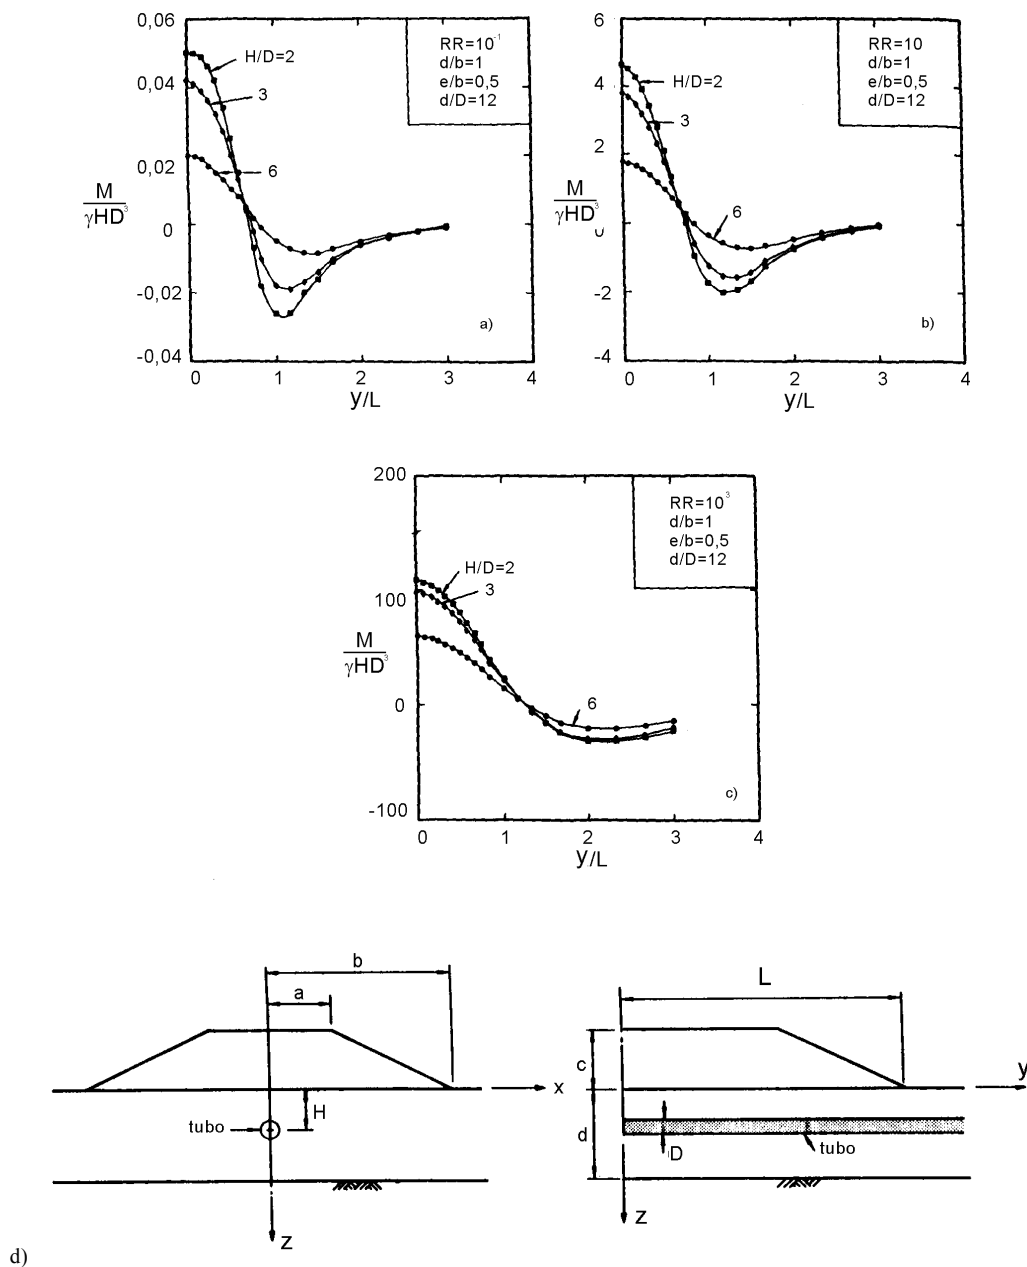 0,06
0,04
0,02
0
-0,02
-0,04
M
γHD³
H/D=2
3
6
RR=10⁻¹
d/b=1
e/b=0,5
d/D=12
a)
0 1 2 3 4
y/L
6
4
2
0
-2
-4
M
γHD³
H/D=2
3
6
RR=10
d/b=1
e/b=0,5
d/D=12
b)
0 1 2 3 4
y/L
200
100
0
-100
M
γHD³
H/D=2
3
6
RR=10³
d/b=1
e/b=0,5
d/D=12
c)
0 1 2 3 4
y/L
b
a
x
H
tubo
z
L
c
y
d
D
tubo
z
d)